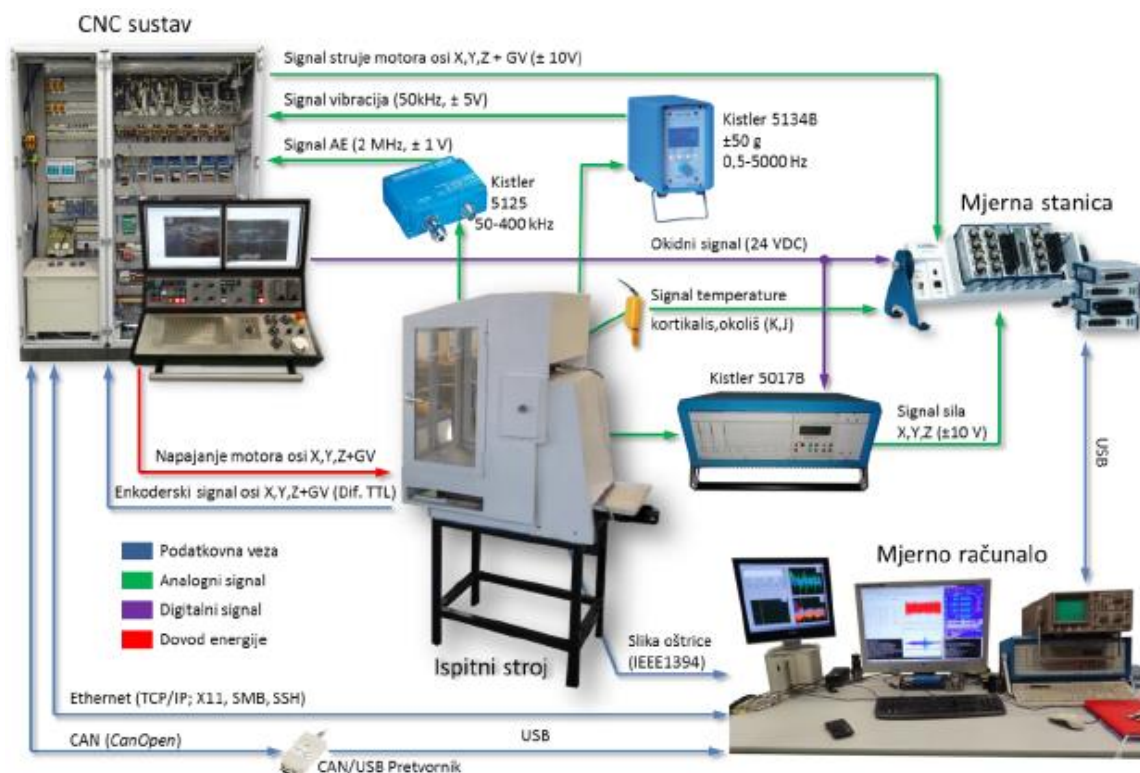 CNC sustav
Signal struje motora osi X,Y,Z + GV (± 10V)
Signal vibracija (50kHz, ± 5V)
Signal AE (2 MHz, ± 1 V)
Kistler 5134B
±50 g
0,5-5000 Hz
Kistler
5125
50-400 kHz
Mjerna stanica
Okidni signal (24 VDC)
Signal temperature
kortikalis,okoliš (K,J)
Kistler 5017B
Signal sila
X,Y,Z (±10 V)
USB
Napajanje motora osi X,Y,Z+GV
Enkoderski signal osi X,Y,Z+GV (Dif. TTL)
Podatkovna veza
Analogni signal
Digitalni signal
Dovod energije
Ispitni stroj
Mjerno računalo
Slika oštrice
(IEEE1394)
Ethernet (TCP/IP; X11, SMB, SSH)
CAN (CanOpen)
USB
CAN/USB Pretvornik